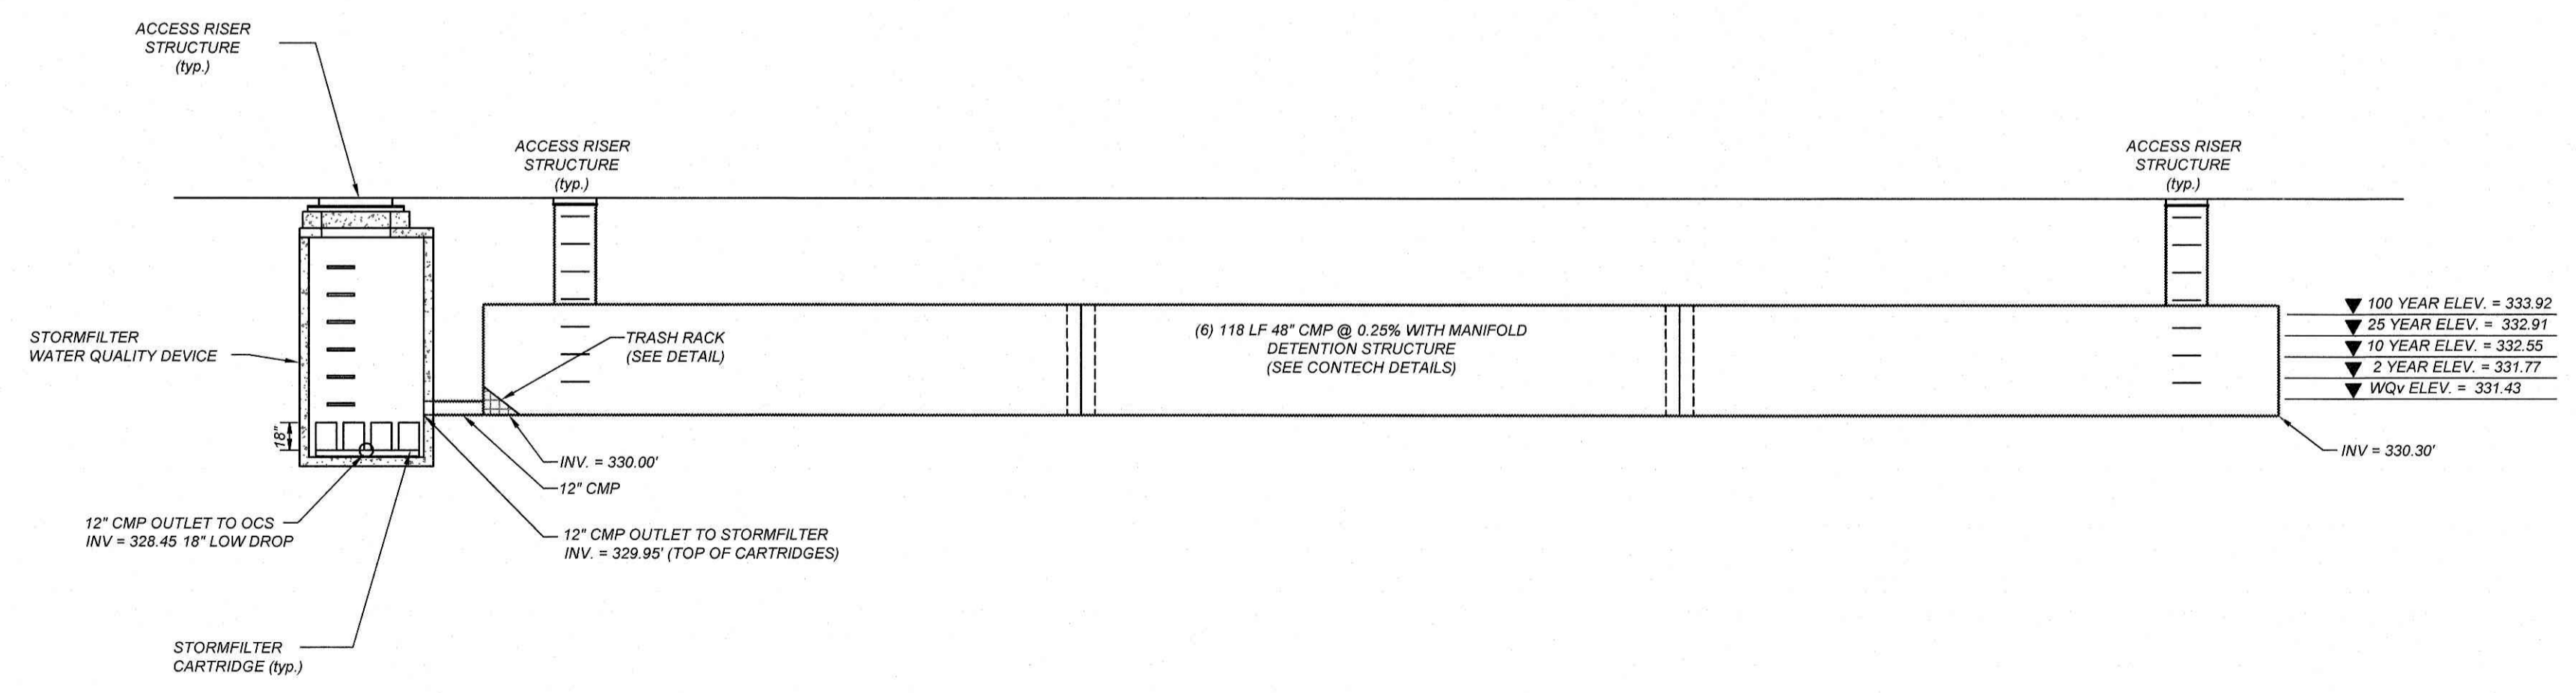 ACCESS RISER
STRUCTURE
(typ.)
ACCESS RISER
STRUCTURE
(typ.)
ACCESS RISER
STRUCTURE
(typ.)
STORMFILTER
WATER QUALITY DEVICE
TRASH RACK
(SEE DETAIL)
(6) 118 LF 48" CMP @ 0.25% WITH MANIFOLD
DETENTION STRUCTURE
(SEE CONTECH DETAILS)
100 YEAR ELEV. = 333.92
25 YEAR ELEV. = 332.91
10 YEAR ELEV. = 332.55
2 YEAR ELEV. = 331.77
WQv ELEV. = 331.43
18"
INV = 330.30'
INV. = 330.00'
12" CMP
12" CMP OUTLET TO OCS
INV = 328.45 18" LOW DROP
12" CMP OUTLET TO STORMFILTER
INV. = 329.95' (TOP OF CARTRIDGES)
STORMFILTER
CARTRIDGE (typ.)